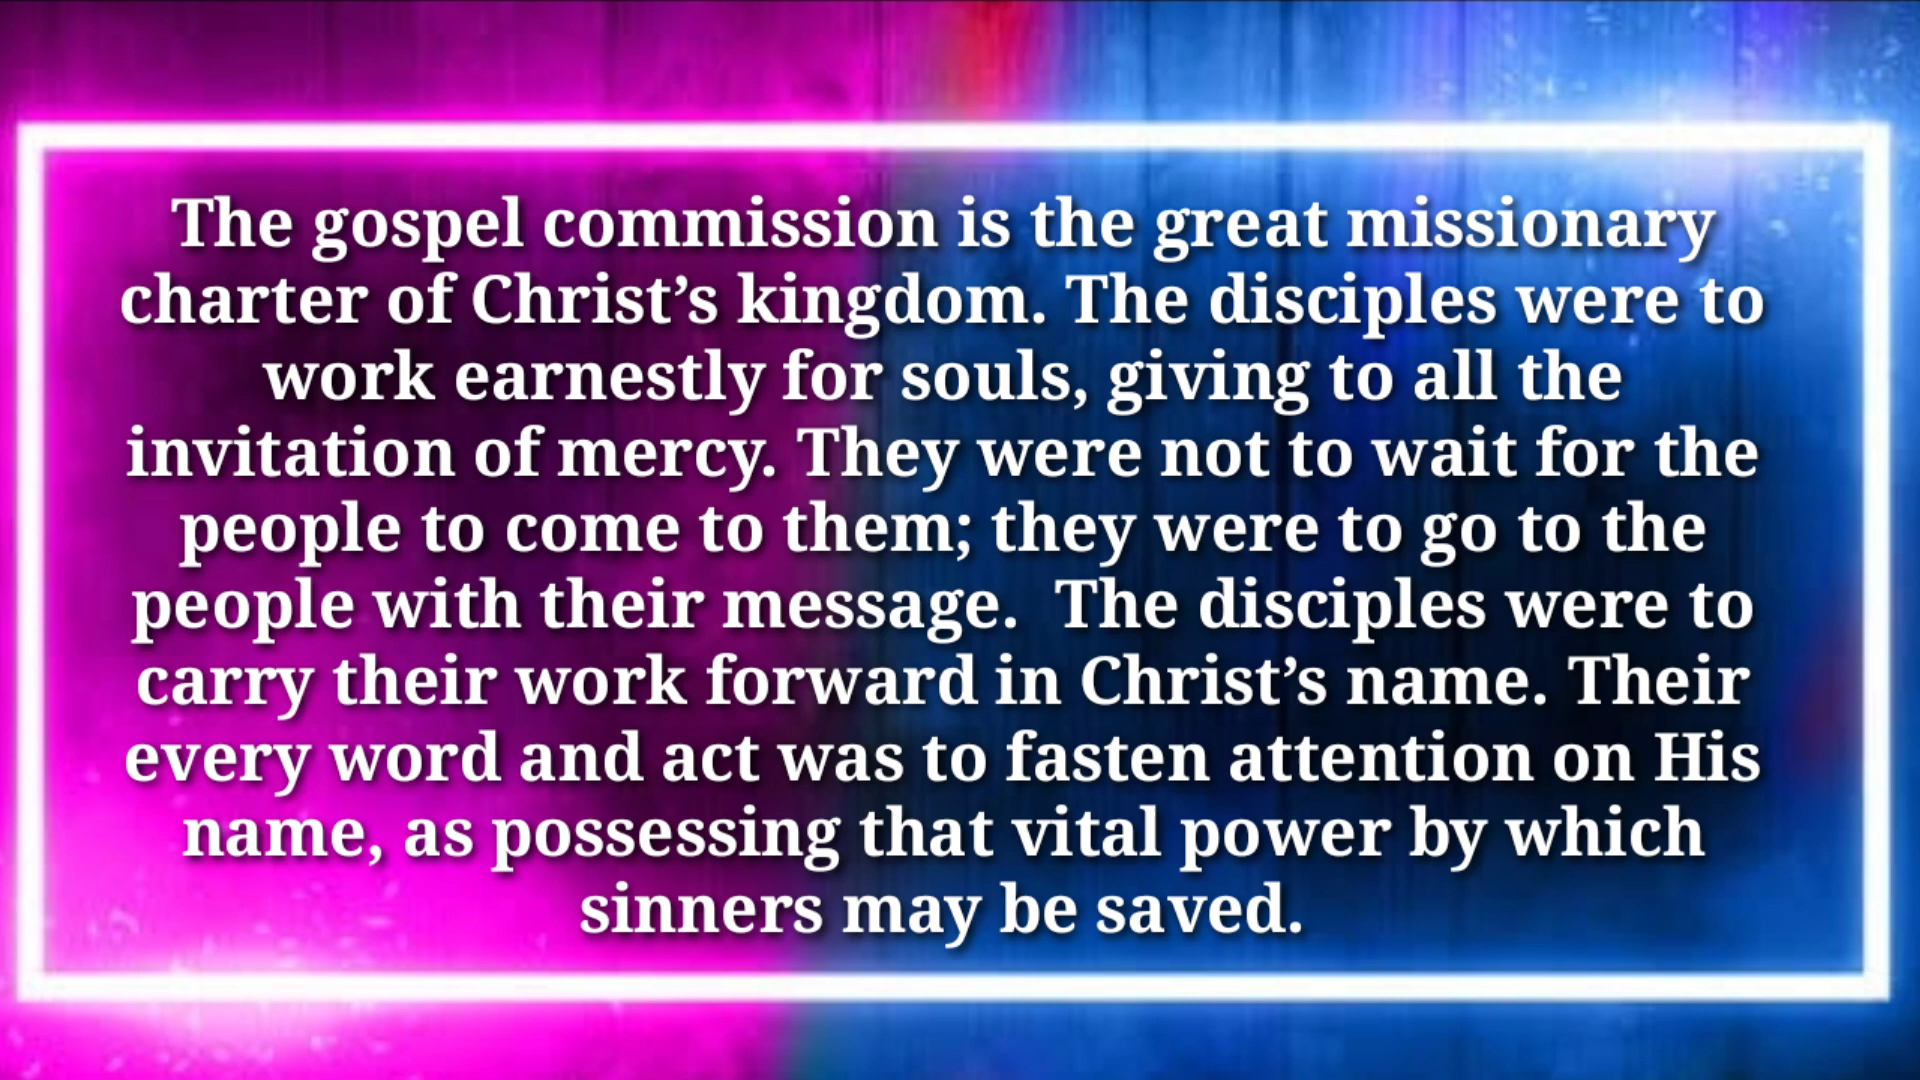 The gospel commission is the great missionary
charter of Christ’s kingdom. The disciples were to
work earnestly for souls, giving to all the
invitation of mercy. They were not to wait for the
people to come to them; they were to go to the
people with their message.  The disciples were to
carry their work forward in Christ’s name. Their
every word and act was to fasten attention on His
name, as possessing that vital power by which
sinners may be saved.